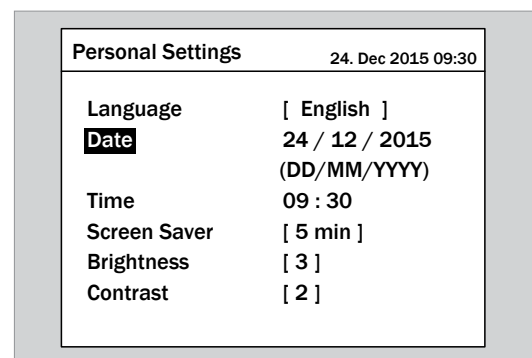 Personal Settings 24. Dec 2015 09:30
Language [ English ]
Date 24 / 12 / 2015
(DD/MM/YYYY)
Time 09 : 30
Screen Saver [ 5 min ]
Brightness [ 3 ]
Contrast [ 2 ]